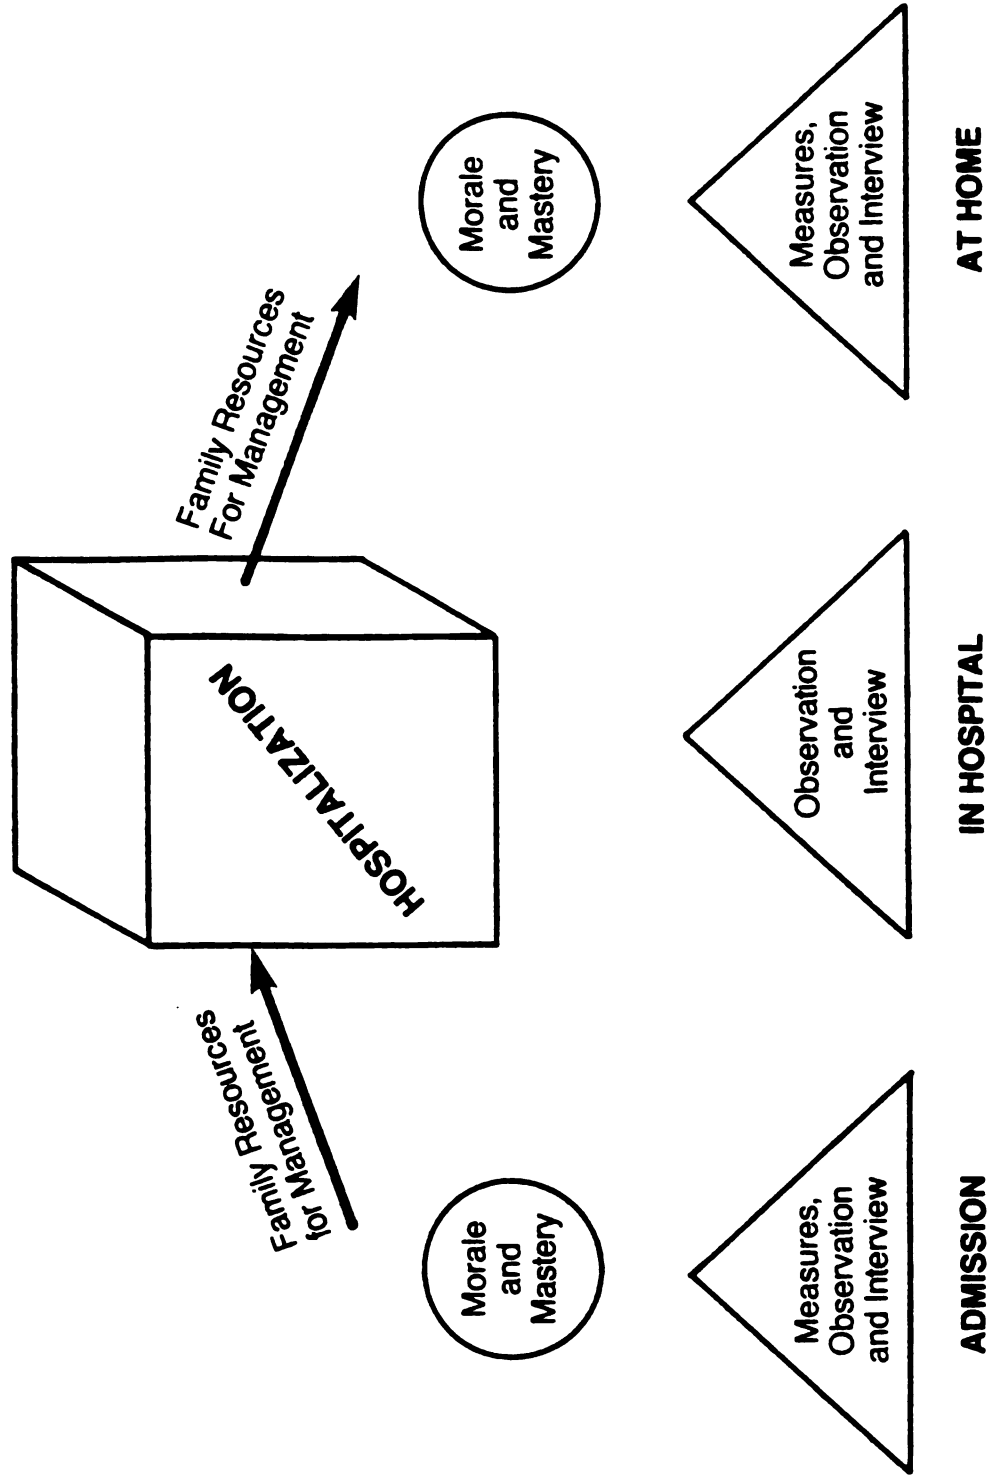 Family Resources
for Management
HOSPITALIZATION
Family Resources
For Management
Morale
and
Mastery
Morale
and
Mastery
Measures,
Observation
and Interview
Observation
and
Interview
Measures,
Observation
and Interview
ADMISSION
IN HOSPITAL
AT HOME